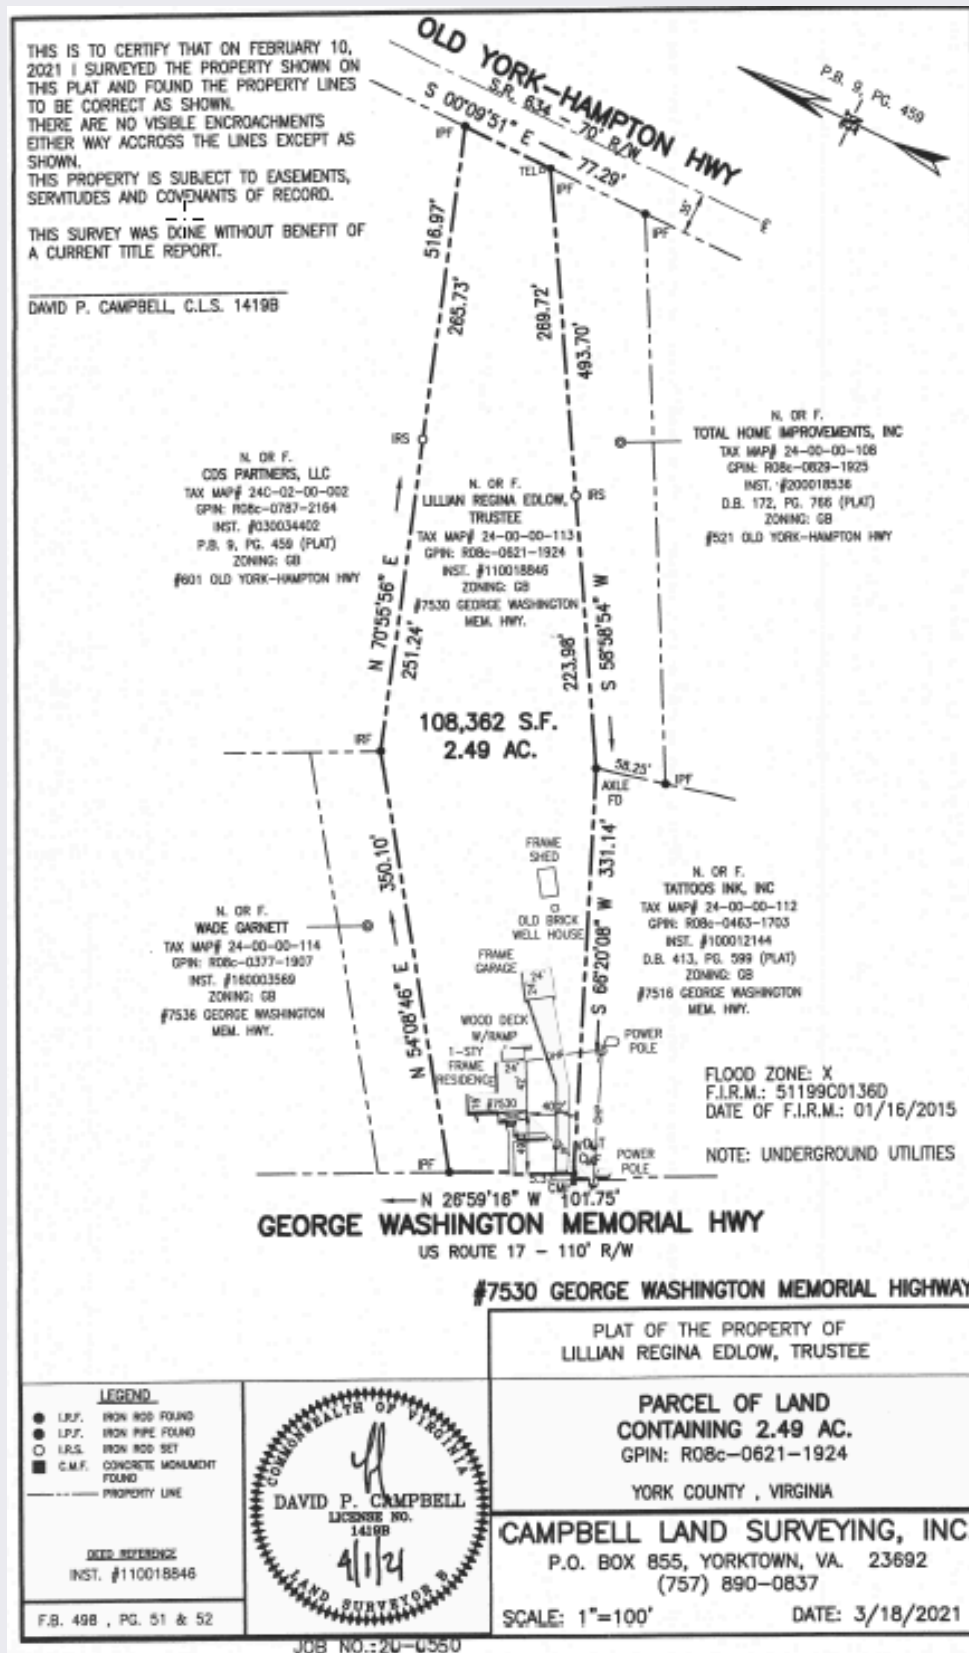 THIS IS TO CERTIFY THAT ON FEBRUARY 10,
2021 I SURVEYED THE PROPERTY SHOWN ON
THIS PLAT AND FOUND THE PROPERTY LINES
TO BE CORRECT AS SHOWN.
THERE ARE NO VISIBLE ENCROACHMENTS
EITHER WAY ACCROSS THE LINES EXCEPT AS
SHOWN.
THIS PROPERTY IS SUBJECT TO EASEMENTS,
SERVITUDES AND COVENANTS OF RECORD.
THIS SURVEY WAS DONE WITHOUT BENEFIT OF
A CURRENT TITLE REPORT.
DAVID P. CAMPBELL, C.L.S. 1419B
OLD YORK-HAMPTON HWY
S.R. 634 - 70' R/W
S 00°09'51" E
77.29'
P.B. 9, PG. 459
IPF
TEL
IPF
IPF
35'
516.97'
265.73'
269.72'
493.70'
IRS
IRS
N. OR F.
CDS PARTNERS, LLC
TAX MAP# 24C-02-00-002
GPIN: R08c-0787-2164
INST. #030034402
P.B. 9, PG. 459 (PLAT)
ZONING: GB
#601 OLD YORK-HAMPTON HWY
N. OR F.
LILLIAN REGINA EDLOW,
TRUSTEE
TAX MAP# 24-00-00-113
GPIN: R08c-0621-1924
INST. #110018846
ZONING: GB
#7530 GEORGE WASHINGTON
MEM. HWY.
N. OR F.
TOTAL HOME IMPROVEMENTS, INC
TAX MAP# 24-00-00-108
GPIN: R08c-0829-1925
INST. #200018536
D.B. 172, PG. 766 (PLAT)
ZONING: GB
#521 OLD YORK-HAMPTON HWY
N 70°55'56" E
251.24'
223.98'
S 58°58'54" W
108,362 S.F.
2.49 AC.
IRF
58.25'
IPF
AXLE
FD
350.10'
N 54°08'46" E
331.14'
S 66°20'08" W
FRAME
SHED
OLD BRICK
WELL HOUSE
N. OR F.
WADE GARNETT
TAX MAP# 24-00-00-114
GPIN: R08c-0377-1907
INST. #160003569
ZONING: GB
#7536 GEORGE WASHINGTON
MEM. HWY.
N. OR F.
TATTOOS INK, INC
TAX MAP# 24-00-00-112
GPIN: R08c-0463-1703
INST. #100012144
D.B. 413, PG. 599 (PLAT)
ZONING: GB
#7516 GEORGE WASHINGTON
MEM. HWY.
FRAME
GARAGE
24'
24'
WOOD DECK
W/RAMP
1-STY
FRAME
RESIDENCE
24'
#7530
OHP
OHP
POWER
POLE
POWER
POLE
FLOOD ZONE: X
F.I.R.M.: 51199C0136D
DATE OF F.I.R.M.: 01/16/2015
NOTE: UNDERGROUND UTILITIES
IPF
N 26°59'16" W 101.75'
GEORGE WASHINGTON MEMORIAL HWY
US ROUTE 17 - 110' R/W
#7530 GEORGE WASHINGTON MEMORIAL HIGHWAY
PLAT OF THE PROPERTY OF
LILLIAN REGINA EDLOW, TRUSTEE
PARCEL OF LAND
CONTAINING 2.49 AC.
GPIN: R08c-0621-1924
YORK COUNTY , VIRGINIA
CAMPBELL LAND SURVEYING, INC.
P.O. BOX 855, YORKTOWN, VA. 23692
(757) 890-0837
SCALE: 1"=100'
DATE: 3/18/2021
LEGEND
I.R.F. IRON ROD FOUND
I.P.F. IRON PIPE FOUND
I.R.S. IRON ROD SET
C.M.F. CONCRETE MONUMENT
FOUND
PROPERTY LINE
DEED REFERENCE
INST. #110018846
F.B. 498 , PG. 51 & 52
COMMONWEALTH OF VIRGINIA
DAVID P. CAMPBELL
LICENSE NO.
1419B
4/1/21
LAND SURVEYOR B
JOB NO.:20-0550